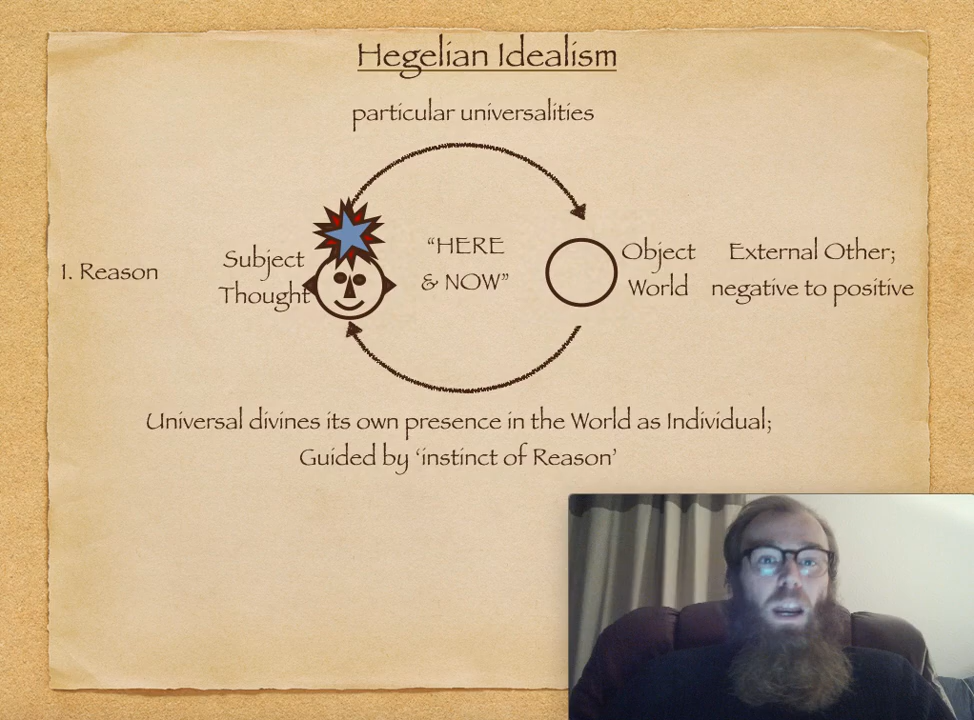 Hegelian Idealism
particular universalities
1. Reason
Subject
Thought
“HERE
& NOW”
Object
World
External Other;
negative to positive
Universal divines its own presence in the World as Individual;
Guided by ‘instinct of Reason’